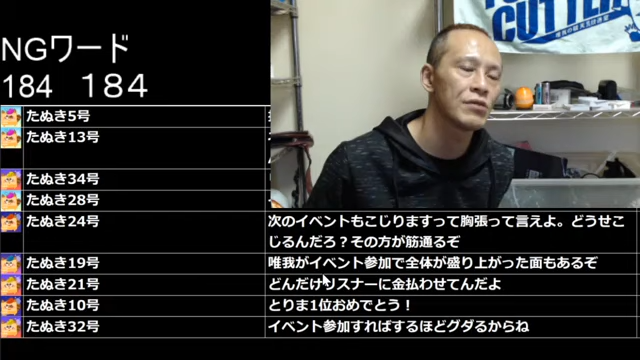 NGワード
184 184
CUTTER
たぬき5号
たぬき13号
たぬき34号
たぬき28号
たぬき24号 次のイベントもこじりますって胸張って言えよ。どうせこ
じるんだろ？その方が筋通るぞ
たぬき19号 唯我がイベント参加で全体が盛り上がった面もあるぞ
たぬき21号 どんだけリスナーに金払わせてんだよ
たぬき10号 とりま1位おめでとう！
たぬき32号 イベント参加すればするほどグダるからね